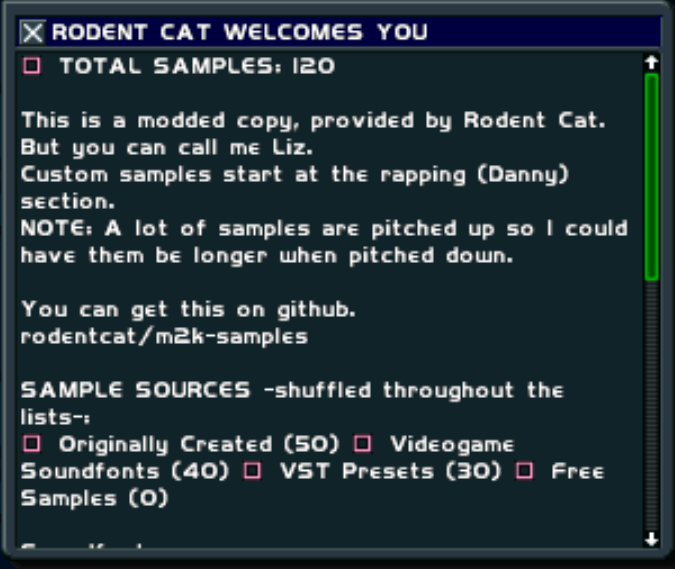 RODENT CAT WELCOMES YOU
TOTAL SAMPLES: 120
This is a modded copy, provided by Rodent Cat.
But you can call me Liz.
Custom samples start at the rapping (Danny)
section.
NOTE: A lot of samples are pitched up so I could
have them be longer when pitched down.
You can get this on github.
rodentcat/m2k-samples
SAMPLE SOURCES -shuffled throughout the
lists-:
Originally Created (50) Videogame
Soundfonts (40) VST Presets (30) Free
Samples (0)